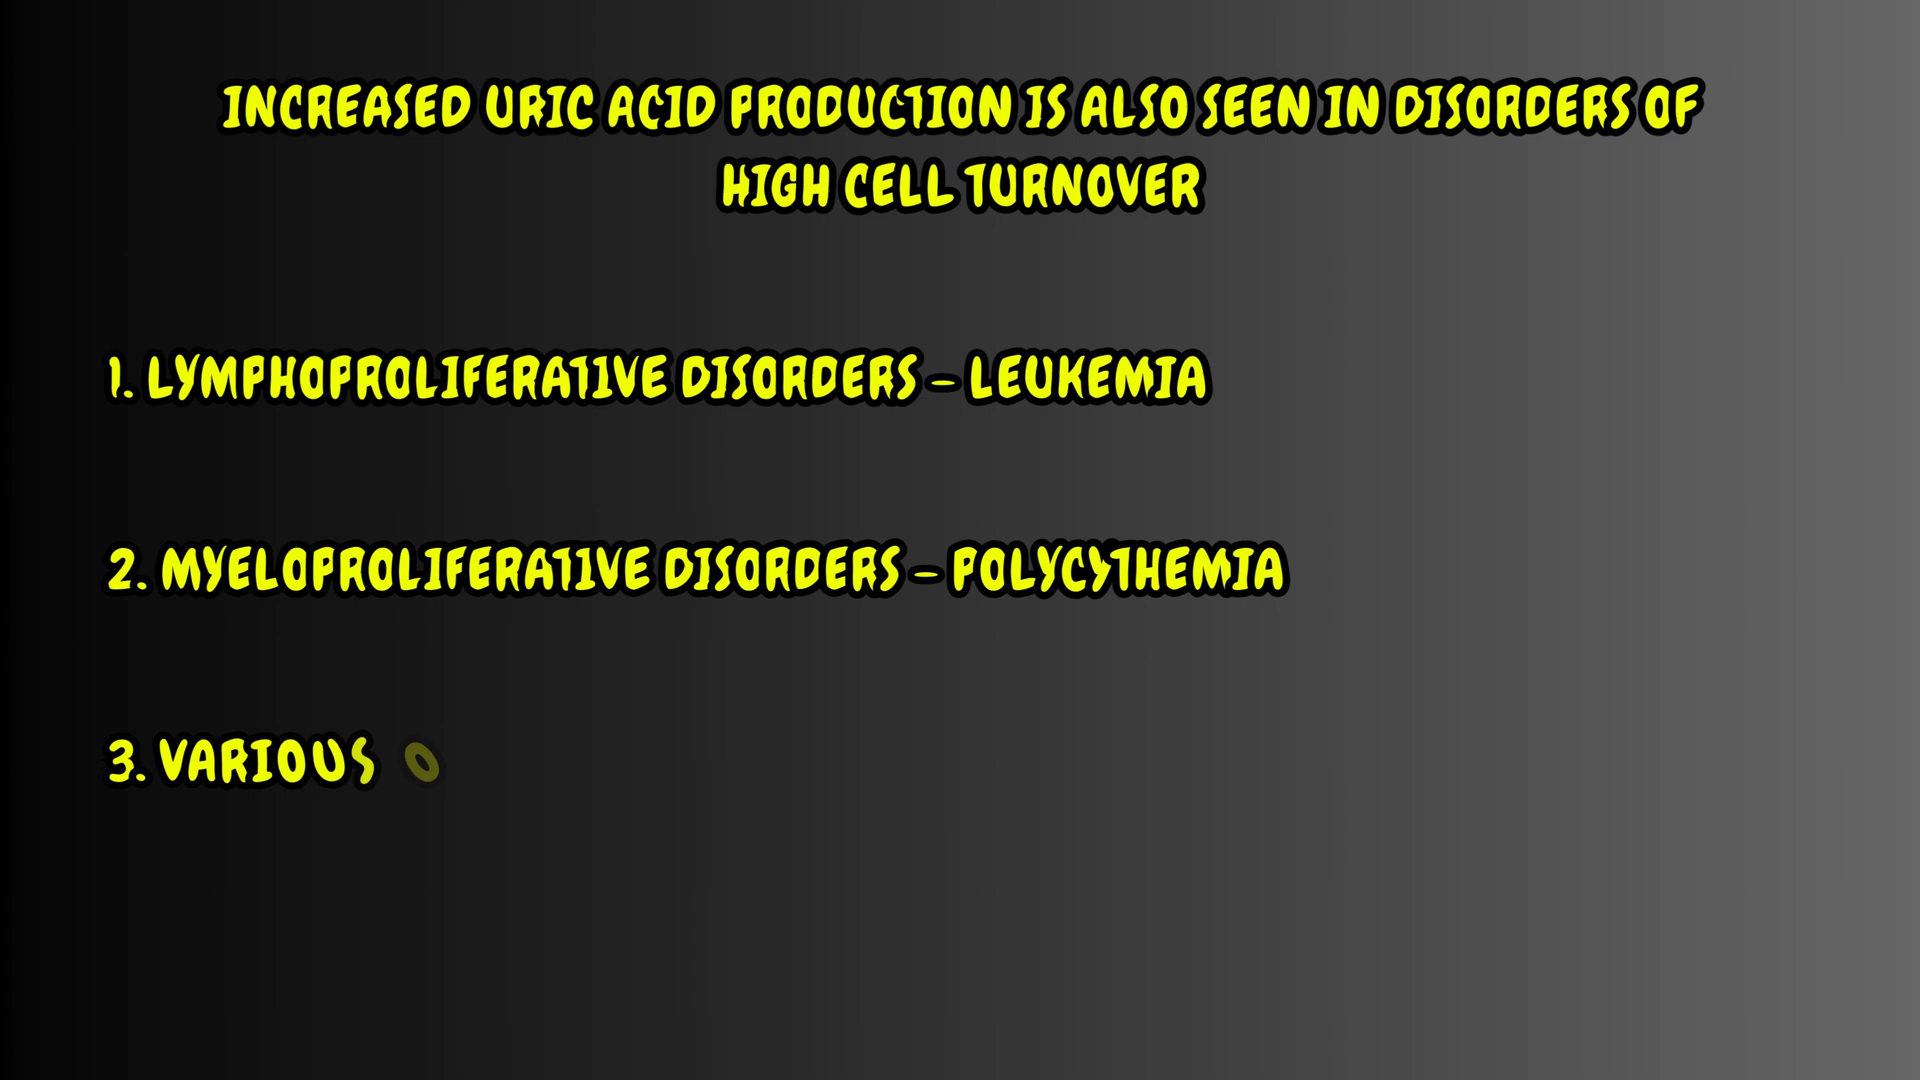 INCREASED URIC ACID PRODUCTION IS ALSO SEEN IN DISORDERS OF
HIGH CELL TURNOVER
1. LYMPHOPROLIFERATIVE DISORDERS – LEUKEMIA
2. MYELOPROLIFERATIVE DISORDERS – POLYCYTHEMIA
3. VARIOUS O